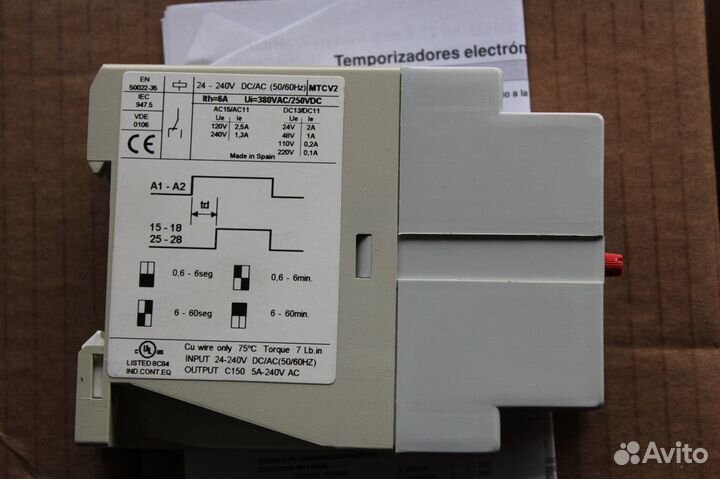 Temporizadores electrón
EN
50022-35
24 - 240V DC/AC (50/60Hz)
MTCV2
IEC
947.5
Ith=6A Ui=380VAC/250VDC
VDE
0106
AC15/AC11 DC13/DC11
Ue Ie Ue Ie
120V 2,5A 24V 2A
240V 1,3A 48V 1A
110V 0,2A
220V 0,1A
CE
Made in Spain
A1 - A2
td
15 - 18
25 - 28
0,6 - 6seg
0,6 - 6min.
6 - 60seg
6 - 60min.
c UL us
LISTED 8C84
IND.CONT.EQ
Cu wire only 75ºC Torque 7 Lb.in
INPUT 24-240V DC/AC(50/60HZ)
OUTPUT C150 5A-240V AC
Avito